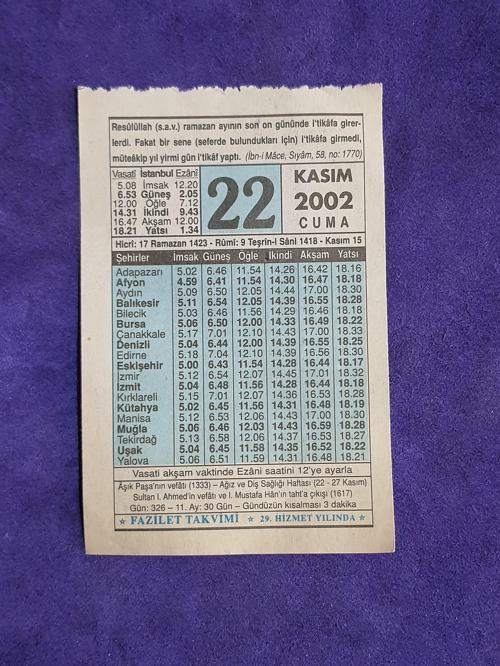 Resûlüllah (s.a.v.) ramazan ayının son on gününde i'tikâfa girer-
lerdi. Fakat bir sene (seferde bulundukları için) i'tikâfa girmedi,
müteâkip yıl yirmi gün i'tikâf yaptı. (İbn-i Mâce, Sıyâm, 58, no: 1770)
Vasatî İstanbul Ezânî
5.08 İmsak 12.20
6.53 Güneş 2.05
12.00 Öğle 7.12
14.31 İkindi 9.43
16.47 Akşam 12.00
18.21 Yatsı 1.34
22
KASIM
2002
CUMA
Hicrî: 17 Ramazan 1423 - Rûmî: 9 Teşrîn-i Sâni 1418 - Kasım 15
Şehirler İmsak Güneş Öğle İkindi Akşam Yatsı
Adapazarı 5.02 6.46 11.54 14.26 16.42 18.16
Afyon 4.59 6.41 11.54 14.30 16.47 18.18
Aydın 5.09 6.50 12.05 14.44 17.00 18.30
Balıkesir 5.11 6.54 12.05 14.39 16.55 18.28
Bilecik 5.03 6.46 11.56 14.29 16.46 18.18
Bursa 5.06 6.50 12.00 14.33 16.49 18.22
Çanakkale 5.17 7.01 12.10 14.43 17.00 18.33
Denizli 5.04 6.44 12.00 14.39 16.55 18.25
Edirne 5.18 7.04 12.10 14.39 16.56 18.30
Eskişehir 5.00 6.43 11.54 14.28 16.44 18.17
İzmir 5.12 6.54 12.07 14.45 17.01 18.32
İzmit 5.04 6.48 11.56 14.28 16.44 18.18
Kırklareli 5.15 7.01 12.07 14.36 16.53 18.28
Kütahya 5.02 6.45 11.56 14.31 16.48 18.19
Manisa 5.12 6.53 12.06 14.43 17.00 18.30
Muğla 5.06 6.46 12.03 14.43 16.59 18.28
Tekirdağ 5.13 6.58 12.06 14.37 16.53 18.27
Uşak 5.04 6.45 11.58 14.35 16.52 18.22
Yalova 5.06 6.51 11.59 14.31 16.48 18.21
Vasati akşam vaktinde Ezâni saatini 12'ye ayarla
Âşık Paşa'nın vefâtı (1333) – Ağız ve Diş Sağlığı Haftası (22 - 27 Kasım)
Sultan I. Ahmed'in vefâtı ve I. Mustafa Hân'ın taht'a çıkışı (1617)
Gün: 326 – 11. Ay: 30 Gün – Gündüzün kısalması 3 dakika
★ FAZİLET TAKVİMİ ★ 29. HİZMET YILINDA ★